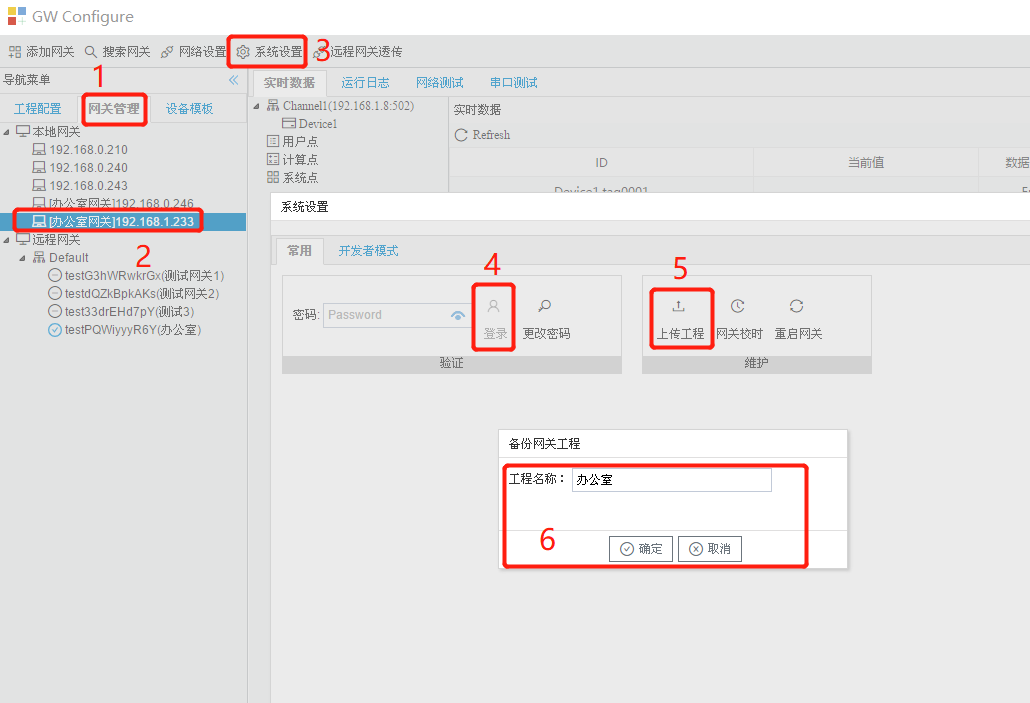 GW Configure
添加网关 搜索网关 网络设置 系统设置 3 远程网关透传
导航菜单 1
工程配置 网关管理 设备模板
本地网关
192.168.0.210
192.168.0.240
192.168.0.243
[办公室网关]192.168.0.246
[办公室网关]192.168.1.233
远程网关
2
Default
testG3hWRwkrGx(测试网关1)
testdQZkBpkAKs(测试网关2)
test33drEHd7pY(测试3)
testPQWiyyyR6Y(办公室)
实时数据 运行日志 网络测试 串口测试
Channel1(192.168.1.8:502)
Device1
用户点
计算点
系统点
实时数据
Refresh
ID 当前值 数据
Device1.tag0001
系统设置
常用 开发者模式
4 5
密码: Password 登录 更改密码
验证
上传工程 网关校时 重启网关
维护
备份网关工程
工程名称： 办公室
6
确定 取消